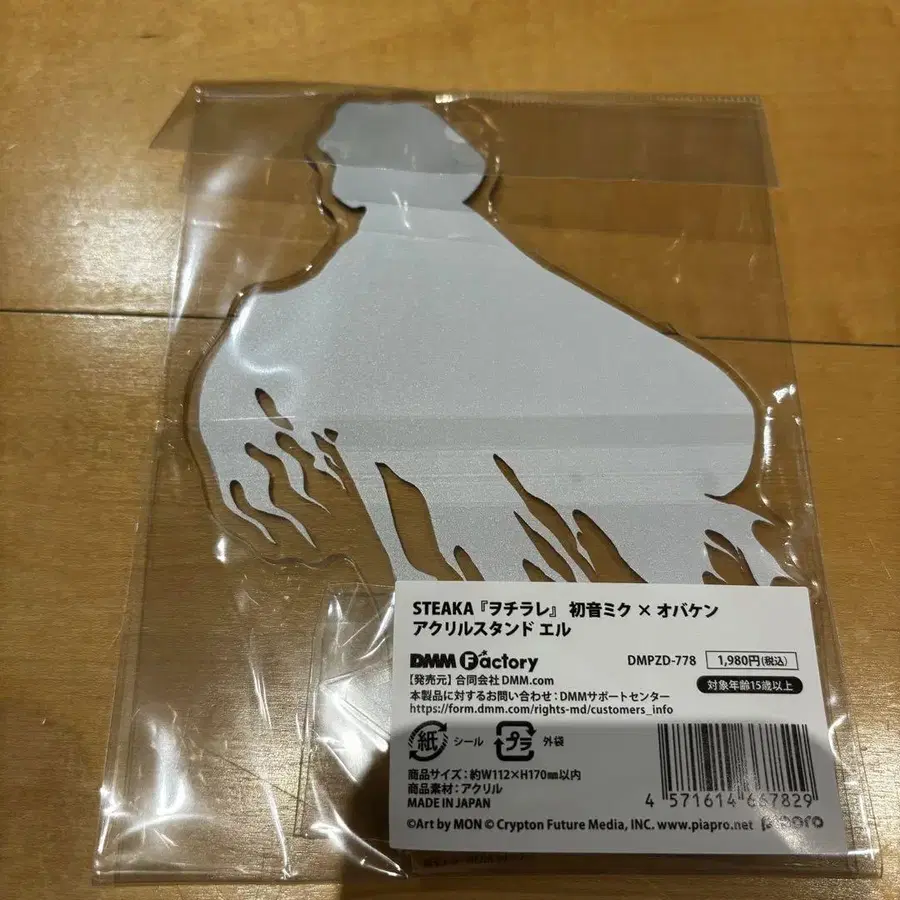 STEAKA『ヲチラレ』 初音ミク × オバケン
アクリルスタンド エル
DMM Factory DMPZD-778 1,980円(税込)
【発売元】合同会社DMM.com 対象年齢15歳以上
本製品に対するお問い合わせ:DMMサポートセンター
https://form.dmm.com/rights-md/customers_info
紙 シール プラ 外袋
商品サイズ:約W112×H170㎜以内
商品素材:アクリル
MADE IN JAPAN
4 571614 667829
©Art by MON © Crypton Future Media, INC. www.piapro.net piapro